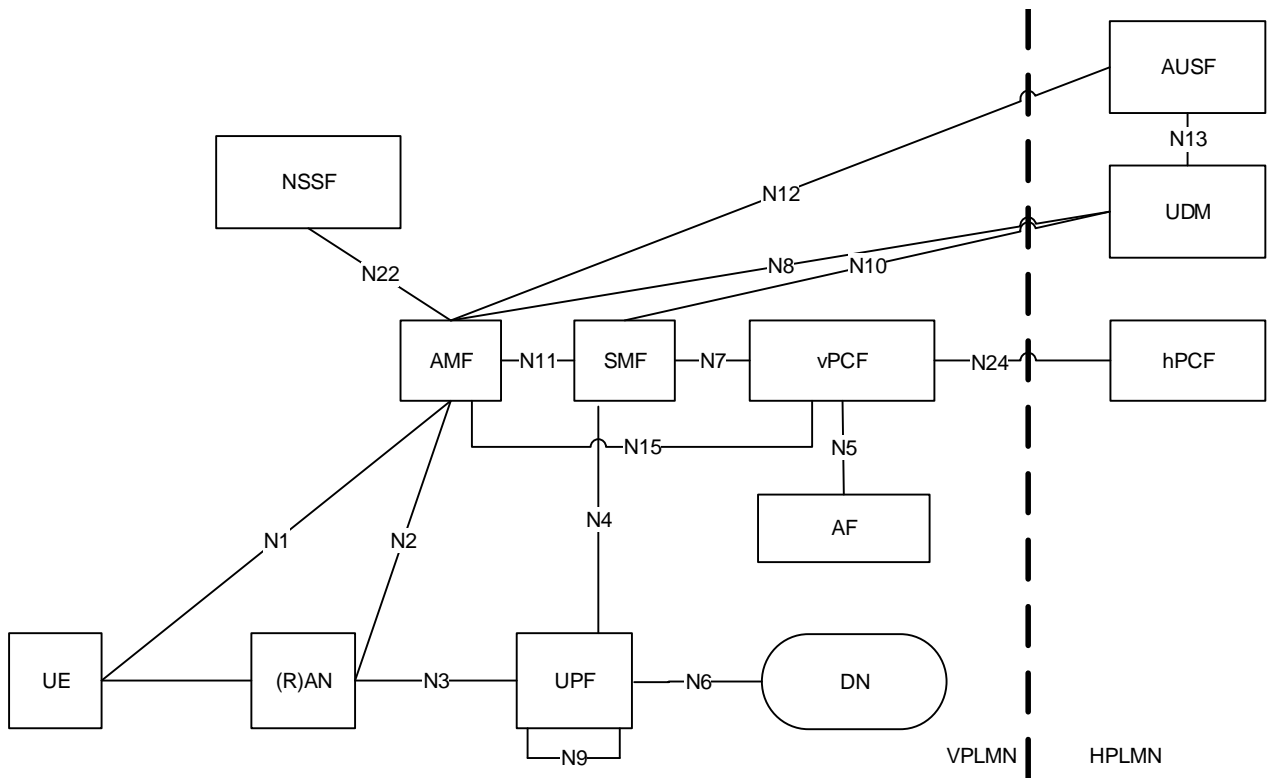 AUSF
N13
NSSF
N12
UDM
N22
N8
N10
AMF
N11
SMF
N7
vPCF
N24
hPCF
N15
N5
N4
AF
N1
N2
UE
(R)AN
N3
UPF
N6
DN
N9
VPLMN
HPLMN